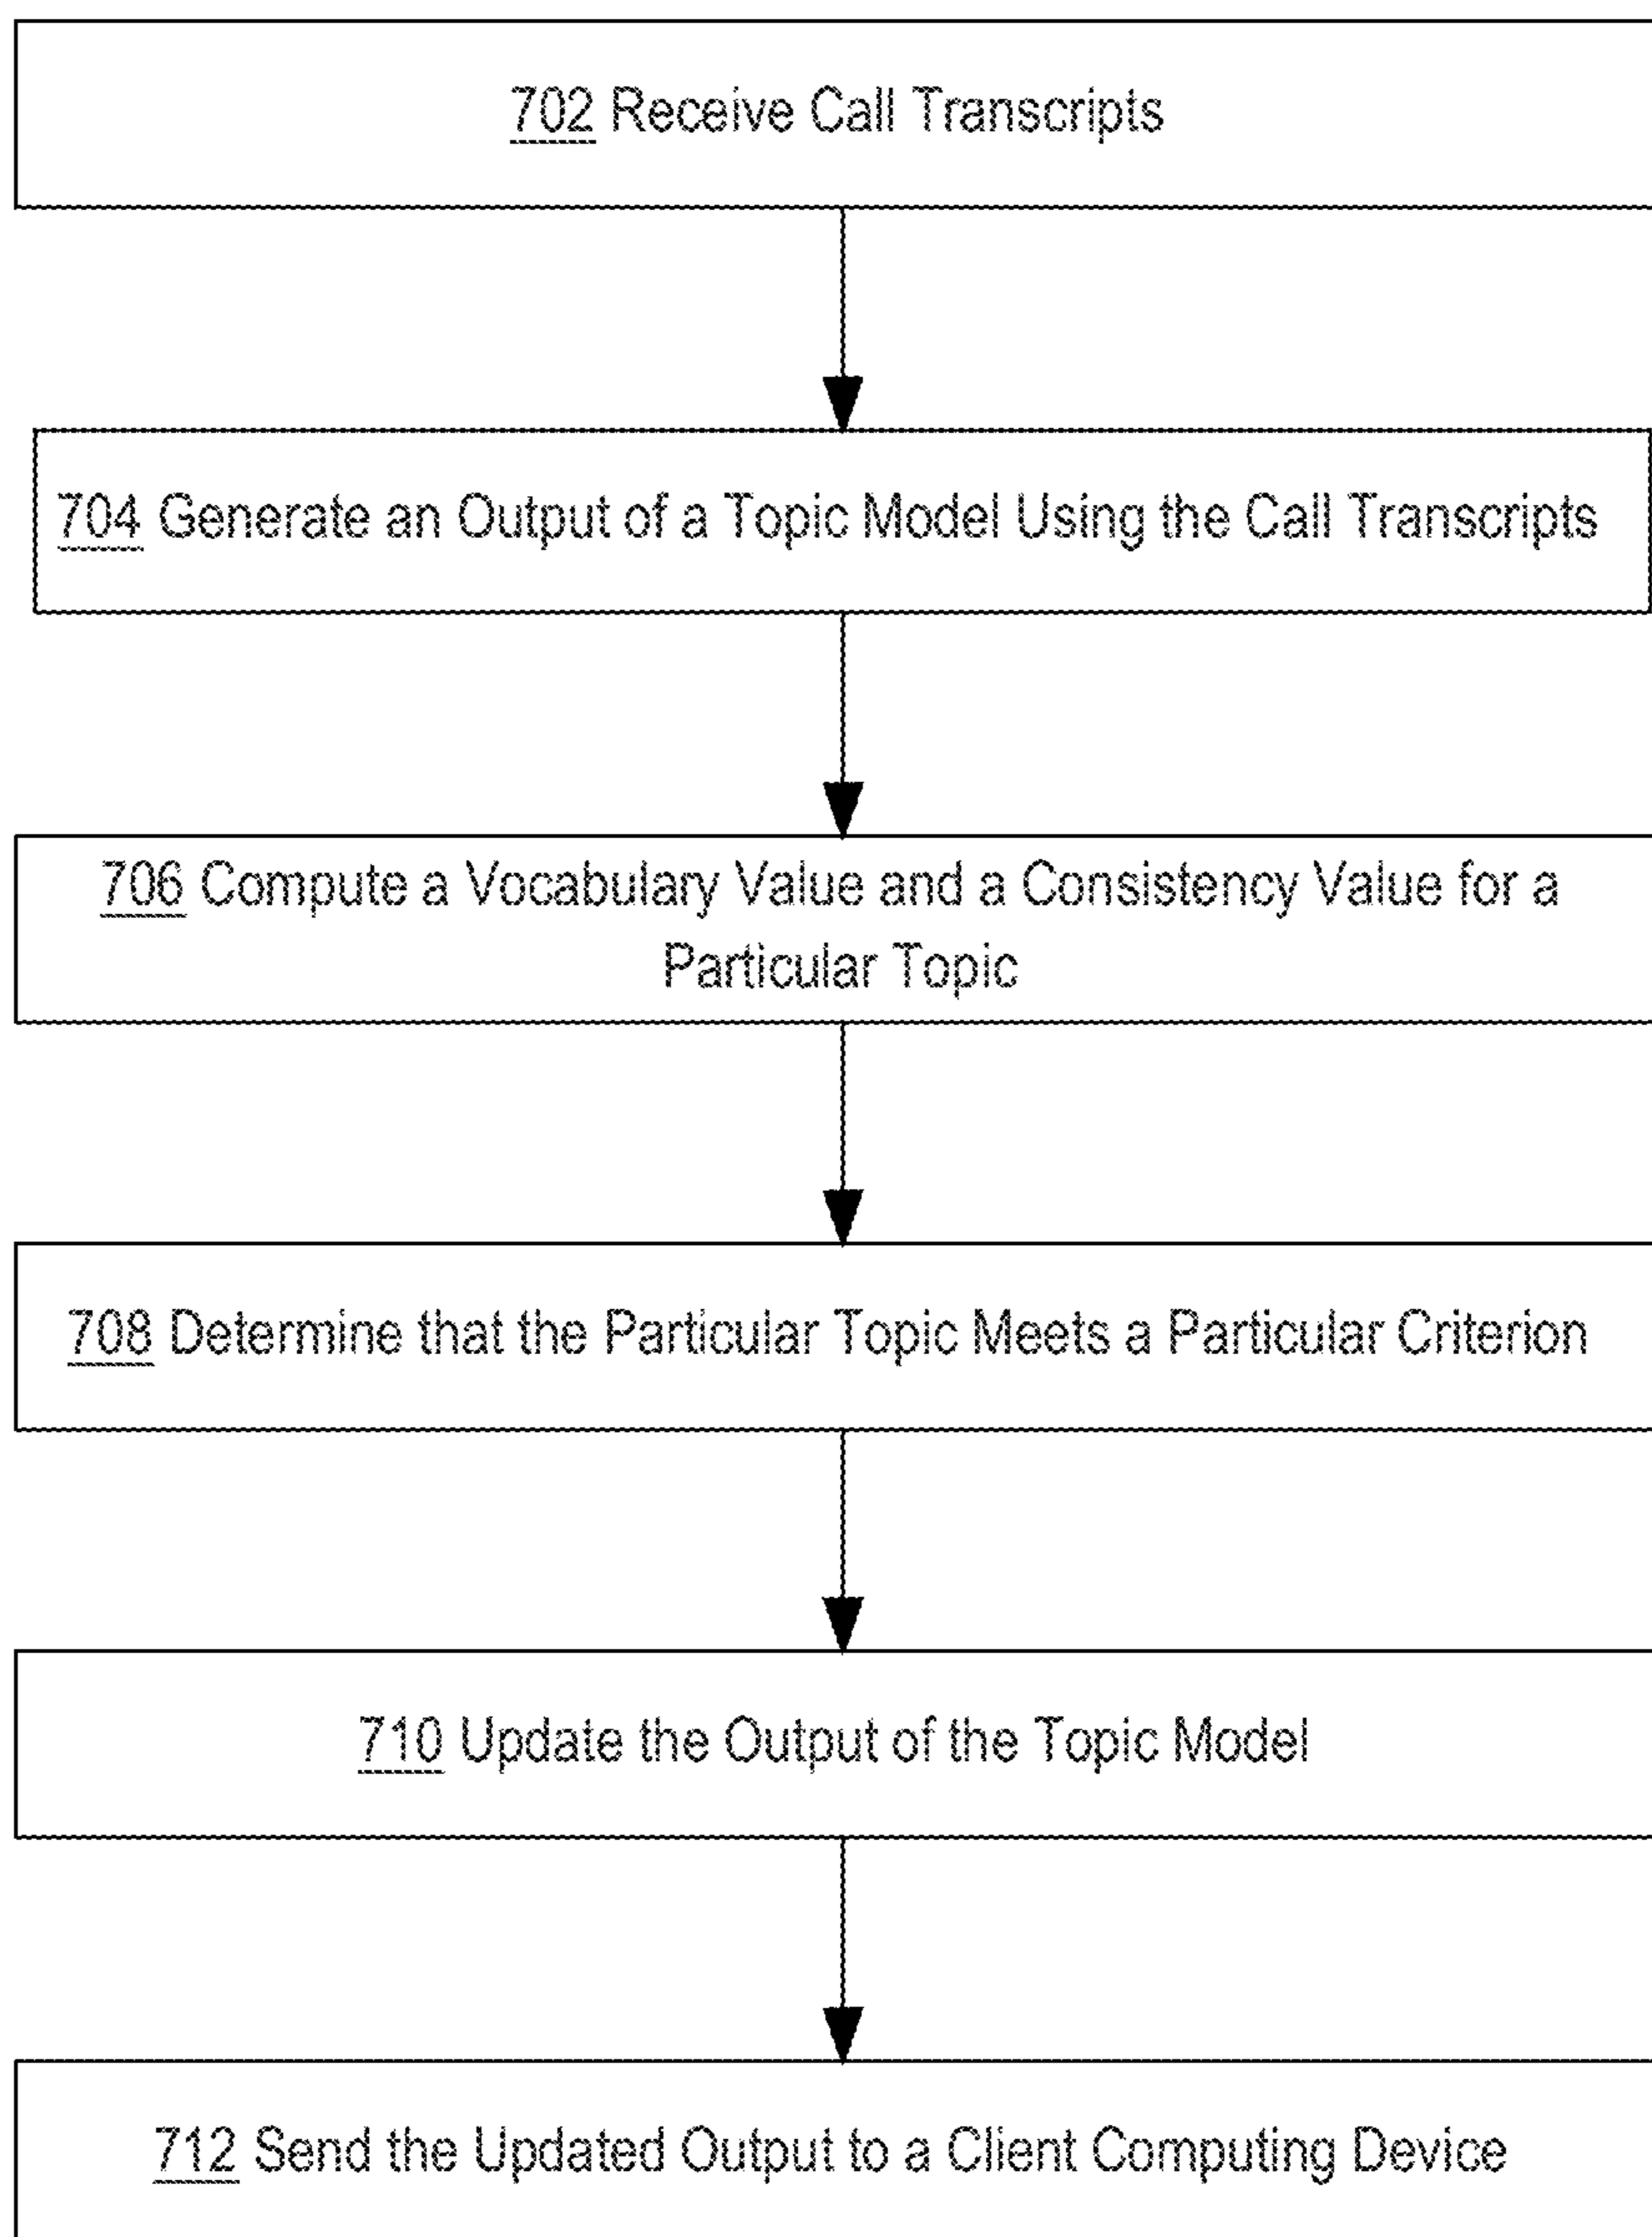 702 Receive Call Transcripts
704 Generate an Output of a Topic Model Using the Call Transcripts
706 Compute a Vocabulary Value and a Consistency Value for a
Particular Topic
708 Determine that the Particular Topic Meets a Particular Criterion
710 Update the Output of the Topic Model
712 Send the Updated Output to a Client Computing Device